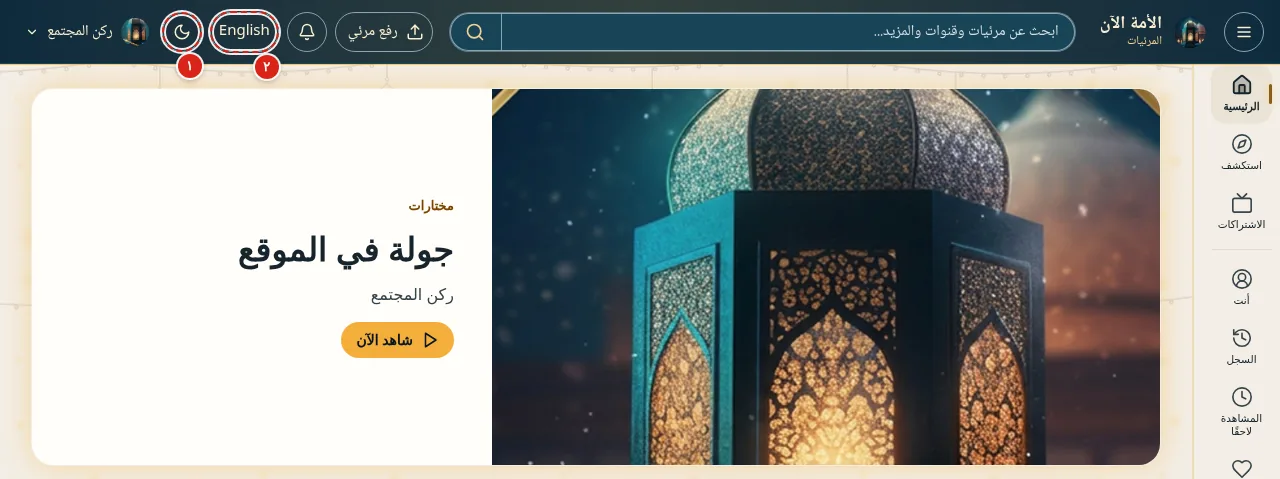 الأمة الآن
المرئيات
ابحث عن مرئيات وقنوات والمزيد...
رفع مرئي
English
ركن المجتمع
٢
١
الرئيسية
استكشف
الاشتراكات
أنت
السجل
المشاهدة
لاحقًا
مختارات
جولة في الموقع
ركن المجتمع
شاهد الآن